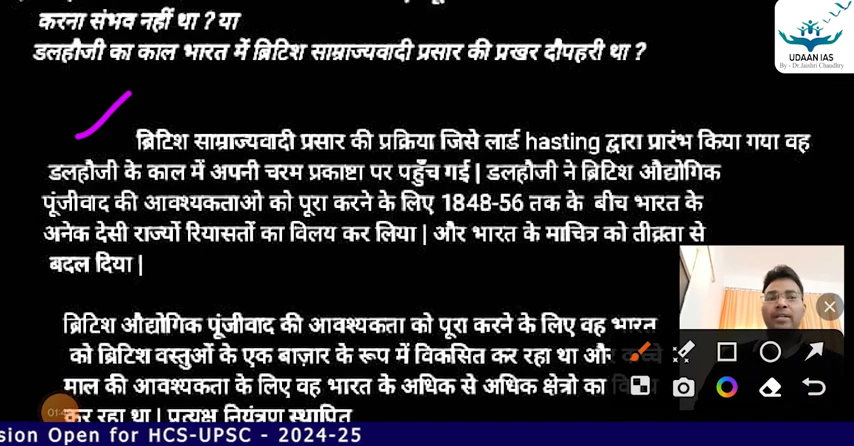 करना संभव नहीं था ? या
डलहौजी का काल भारत में ब्रिटिश साम्राज्यवादी प्रसार की प्रखर दौपहरी था ?
UDAAN IAS
By - Dr.Jaishri Chaudhry
ब्रिटिश साम्राज्यवादी प्रसार की प्रक्रिया जिसे लार्ड hasting द्वारा प्रारंभ किया गया वह
डलहौजी के काल में अपनी चरम प्रकाष्टा पर पहुँच गई | डलहौजी ने ब्रिटिश औद्योगिक
पूंजीवाद की आवश्यकताओ को पूरा करने के लिए 1848-56 तक के बीच भारत के
अनेक देसी राज्यों रियासतों का विलय कर लिया | और भारत के माचित्र को तीव्रता से
बदल दिया |
ब्रिटिश औद्योगिक पूंजीवाद की आवश्यकता को पूरा करने के लिए वह भारत
को ब्रिटिश वस्तुओं के एक बाज़ार के रूप में विकसित कर रहा था और कच्चे
माल की आवश्यकता के लिए वह भारत के अधिक से अधिक क्षेत्रो का
कर रहा था | प्रत्यक्ष नियंत्रण स्थापित
sion Open for HCS-UPSC - 2024-25